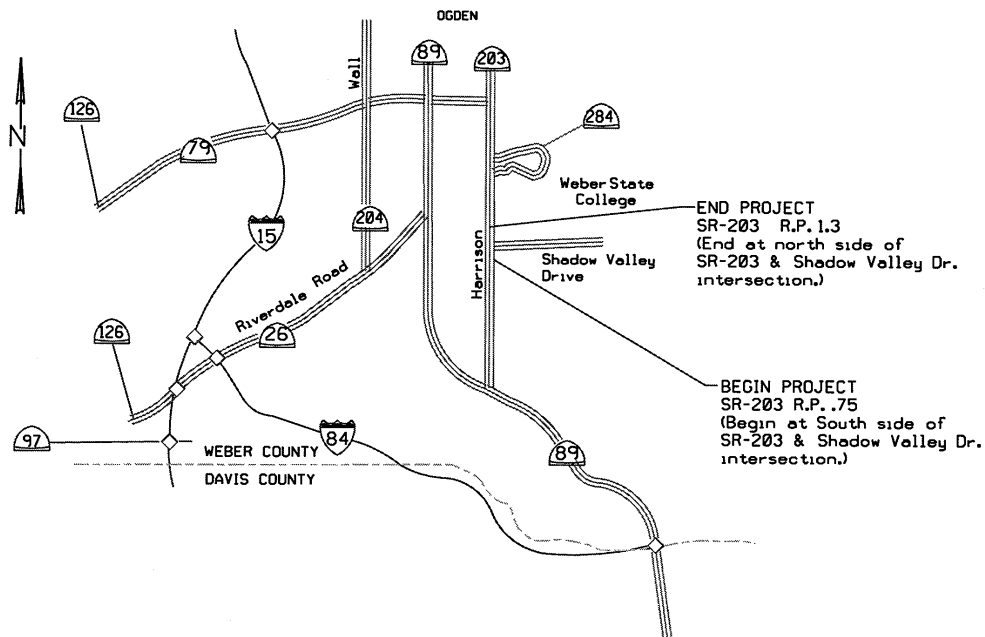 OGDEN
89
203
Wall
126
284
N
79
Weber State
College
204
END PROJECT
SR-203 R.P. 1.3
(End at north side of
SR-203 & Shadow Valley Dr.
intersection.)
15
Harrison
Shadow Valley
Drive
Riverdale Road
126
26
BEGIN PROJECT
SR-203 R.P. .75
(Begin at South side of
SR-203 & Shadow Valley Dr.
intersection.)
97
84
WEBER COUNTY
89
DAVIS COUNTY